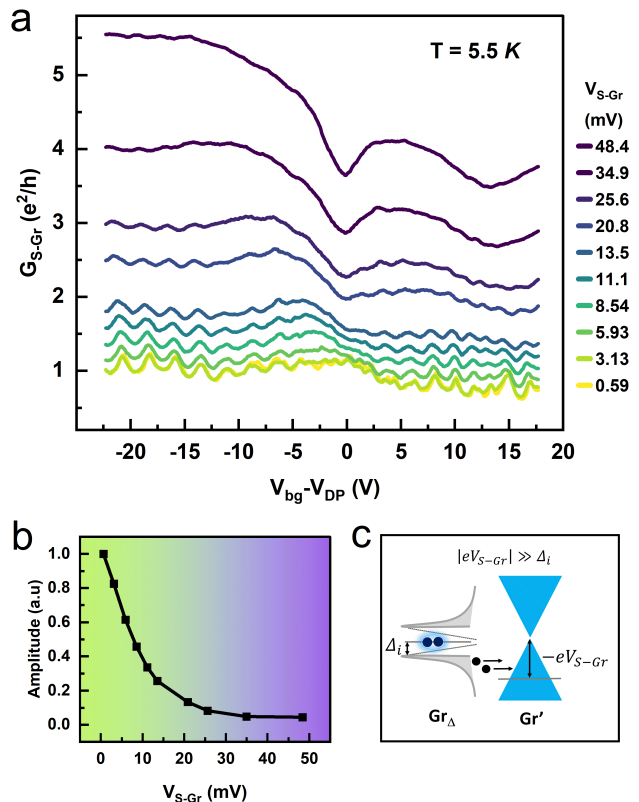 a
T = 5.5 K
G_S-Gr (e²/h)
5
4
3
2
1
-25 -20 -15 -10 -5 0 5 10 15 20
V_bg-V_DP (V)
V_S-Gr
(mV)
48.4
34.9
25.6
20.8
13.5
11.1
8.54
5.93
3.13
0.59
b
Amplitude (a.u)
1.0
0.8
0.6
0.4
0.2
0.0
0 10 20 30 40 50
V_S-Gr (mV)
c
|eV_S-Gr| ≫ Δ_i
Δ_i
−eV_S-Gr
Gr_Δ
Gr'